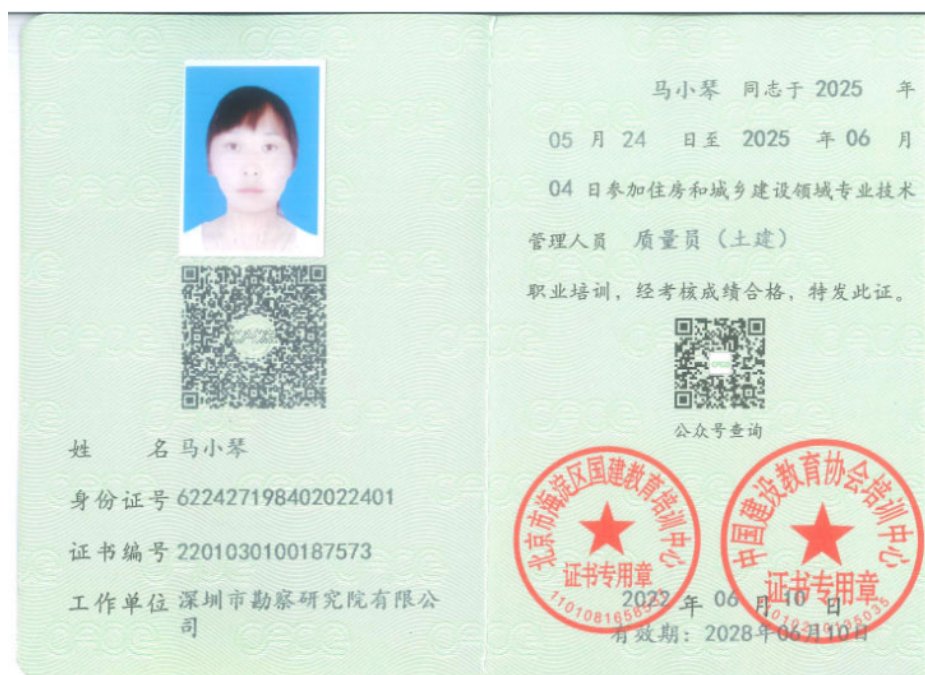 姓 名 马小琴
身份证号 622427198402022401
证书编号 2201030100187573
工作单位 深圳市勘察研究院有限公
司
马小琴 同志于 2025 年
05 月 24 日至 2025 年 06 月
04 日参加住房和城乡建设领域专业技术
管理人员 质量员（土建）
职业培训，经考核成绩合格，特发此证。
公众号查询
北京市海淀区国建教育培训中心
证书专用章
中国建设教育协会培训中心
证书专用章
2022 年 06 月 10 日
有效期：2028年06月10日